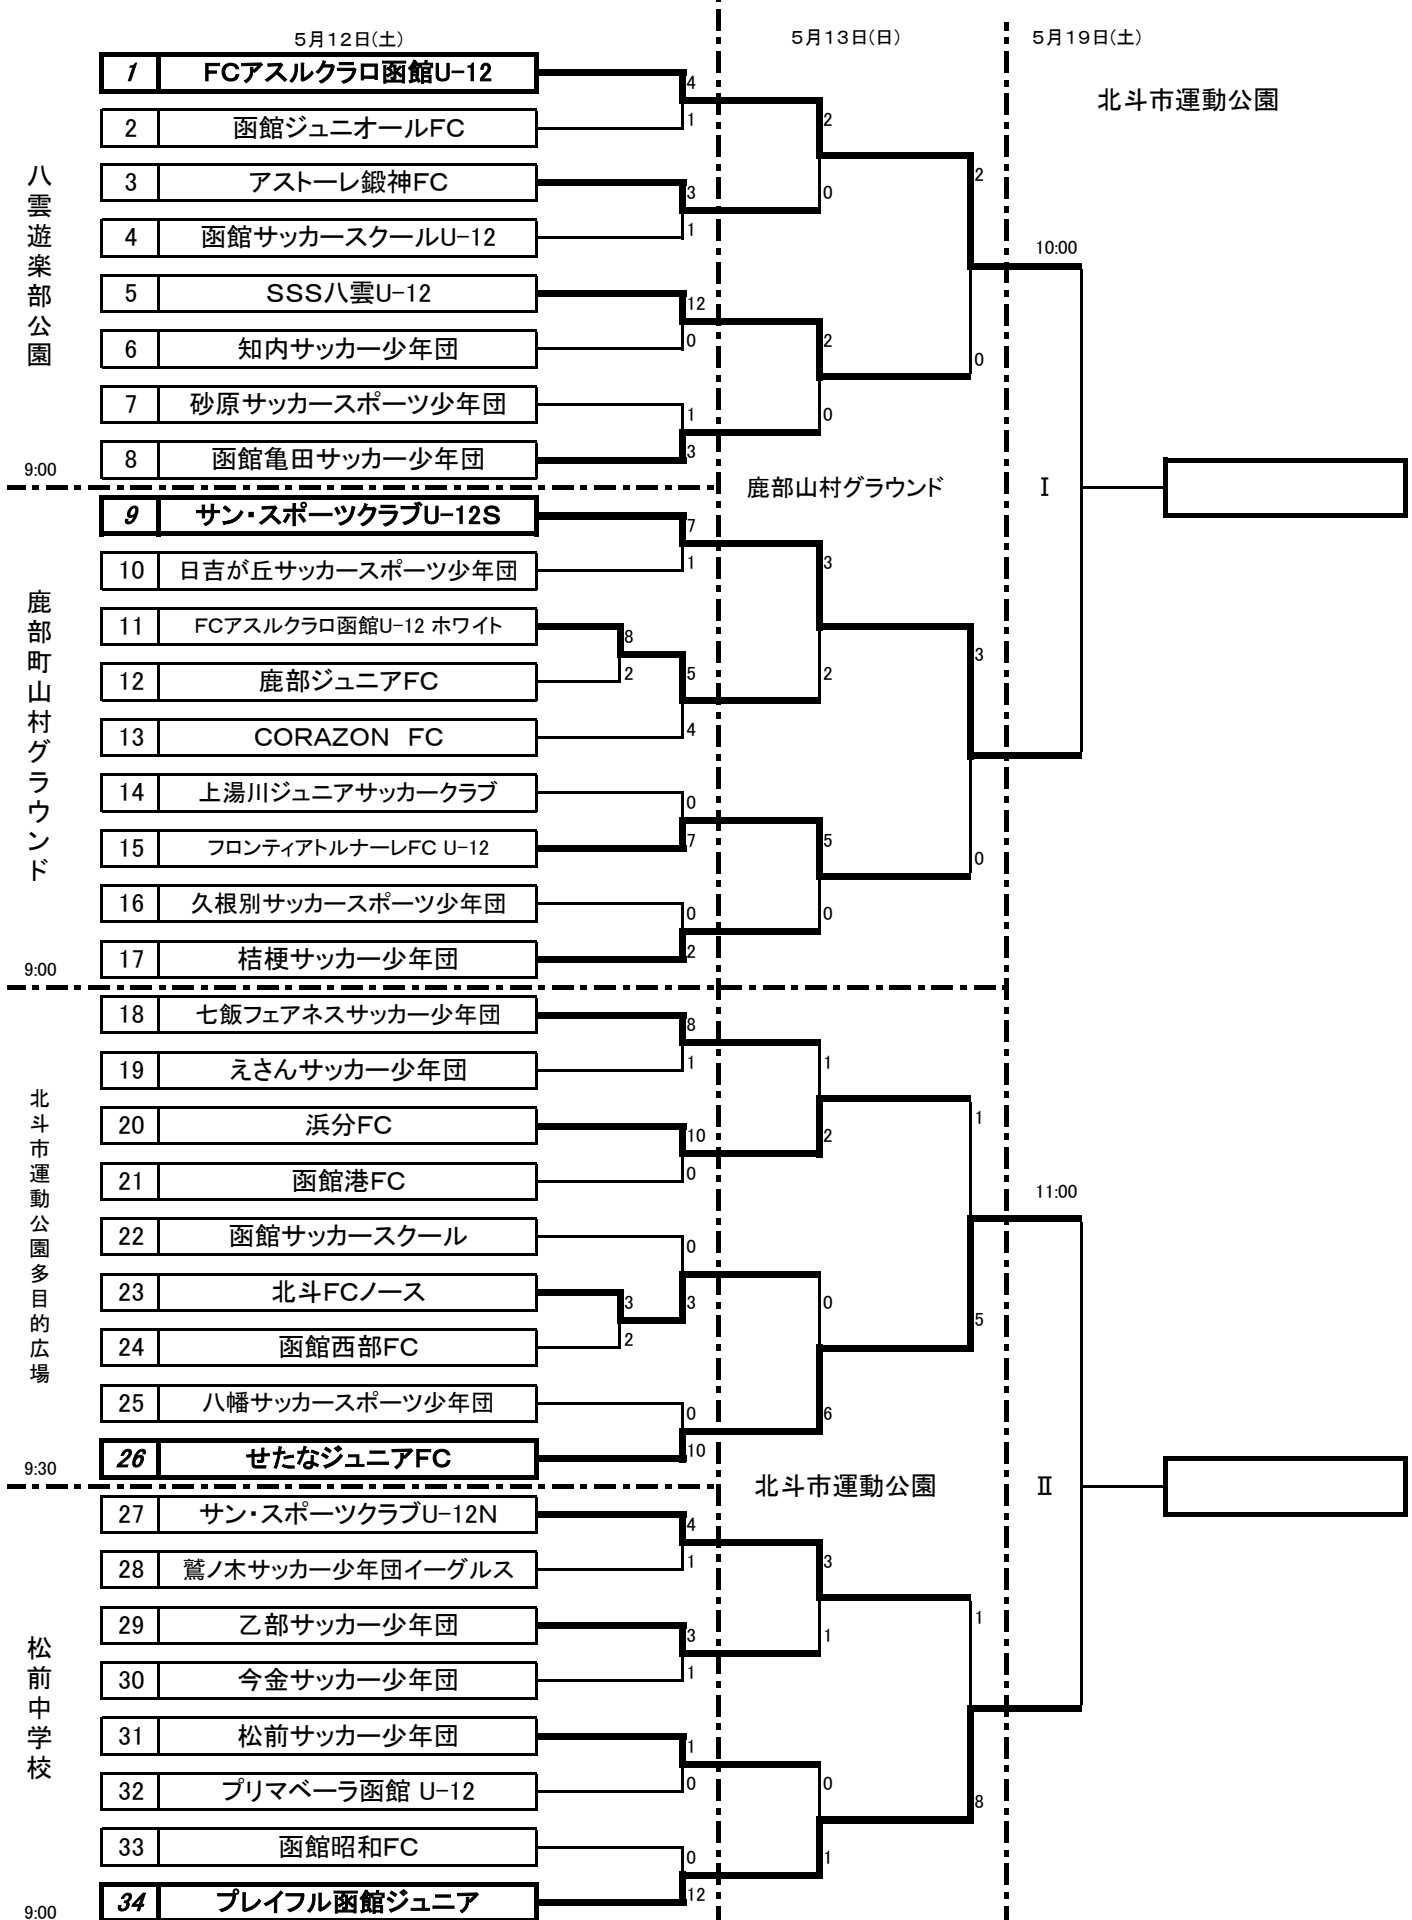 5月12日(土)
5月13日(日)
5月19日(土)
北斗市運動公園
八雲遊楽部公園
1 FCアスルクラロ函館U-12
4
2 函館ジュニオールFC
1
2
3 アストーレ鍛神FC
3
0
2
4 函館サッカースクールU-12
1
10:00
5 SSS八雲U-12
12
6 知内サッカー少年団
0
2
0
7 砂原サッカースポーツ少年団
1
0
8 函館亀田サッカー少年団
3
9:00
鹿部山村グラウンド
Ⅰ
鹿部町山村グラウンド
9 サン・スポーツクラブU-12S
7
10 日吉が丘サッカースポーツ少年団
1
3
11 FCアスルクラロ函館U-12 ホワイト
8
3
12 鹿部ジュニアFC
2
5
2
13 CORAZON FC
4
14 上湯川ジュニアサッカークラブ
0
15 フロンティアトルナーレFC U-12
7
5
0
16 久根別サッカースポーツ少年団
0
0
17 桔梗サッカー少年団
2
9:00
北斗市運動公園多目的広場
18 七飯フェアネスサッカー少年団
8
19 えさんサッカー少年団
1
1
20 浜分FC
10
2
1
21 函館港FC
0
11:00
22 函館サッカースクール
0
23 北斗FCノース
3
3
0
5
24 函館西部FC
2
25 八幡サッカースポーツ少年団
0
6
26 せたなジュニアFC
10
9:30
北斗市運動公園
Ⅱ
松前中学校
27 サン・スポーツクラブU-12N
4
28 鷲ノ木サッカー少年団イーグルス
1
3
29 乙部サッカー少年団
3
1
1
30 今金サッカー少年団
1
31 松前サッカー少年団
1
32 プリマベーラ函館 U-12
0
0
8
33 函館昭和FC
0
1
34 プレイフル函館ジュニア
12
9:00